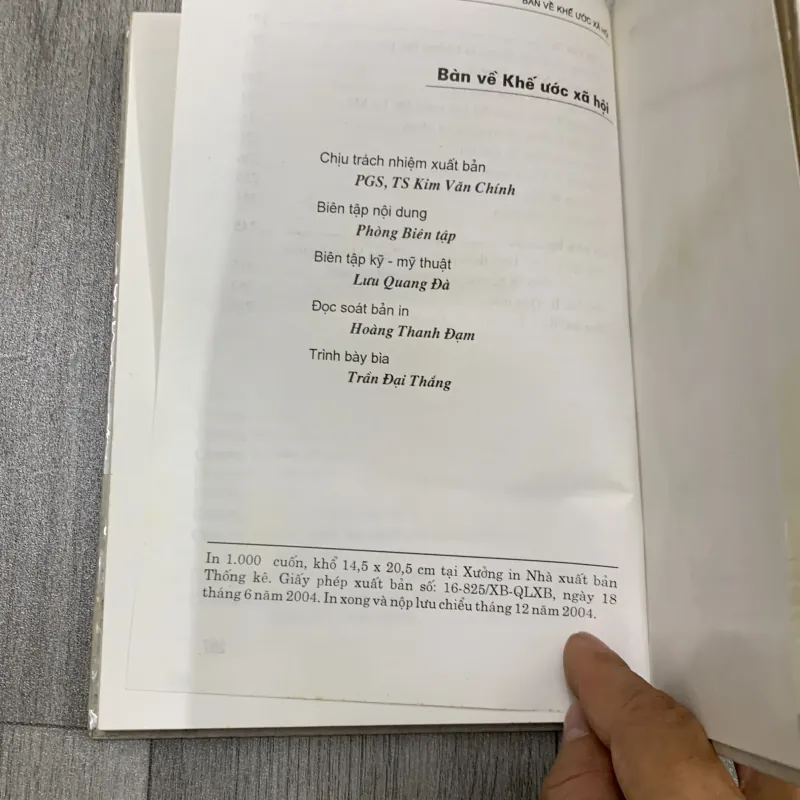 BÀN VỀ KHẾ ƯỚC XÃ HỘI
Bàn về Khế ước xã hội
Chịu trách nhiệm xuất bản
PGS, TS Kim Văn Chính
Biên tập nội dung
Phòng Biên tập
Biên tập kỹ - mỹ thuật
Lưu Quang Đà
Đọc soát bản in
Hoàng Thanh Đạm
Trình bày bìa
Trần Đại Thắng
In 1.000 cuốn, khổ 14,5 x 20,5 cm tại Xưởng in Nhà xuất bản
Thống kê. Giấy phép xuất bản số: 16-825/XB-QLXB, ngày 18
tháng 6 năm 2004. In xong và nộp lưu chiểu tháng 12 năm 2004.